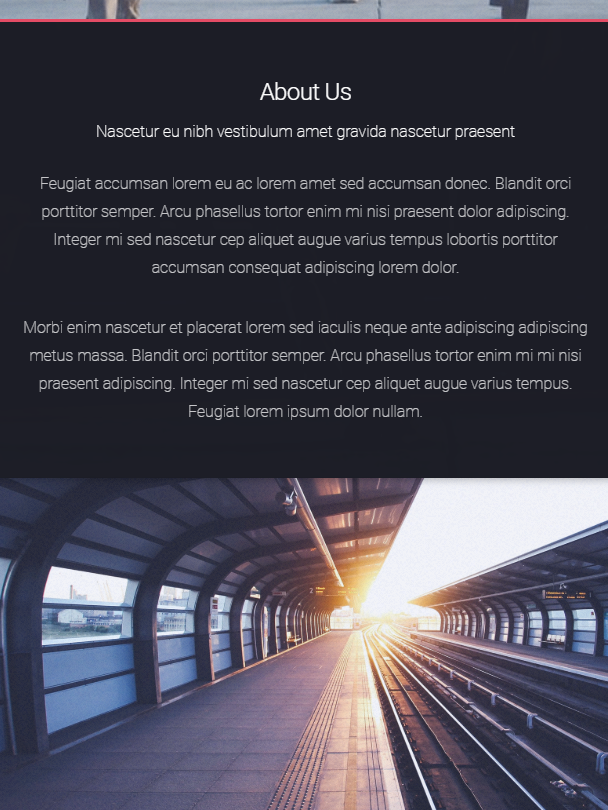 About Us
Nascetur eu nibh vestibulum amet gravida nascetur praesent
Feugiat accumsan lorem eu ac lorem amet sed accumsan donec. Blandit orci
porttitor semper. Arcu phasellus tortor enim mi nisi praesent dolor adipiscing.
Integer mi sed nascetur cep aliquet augue varius tempus lobortis porttitor
accumsan consequat adipiscing lorem dolor.
Morbi enim nascetur et placerat lorem sed iaculis neque ante adipiscing adipiscing
metus massa. Blandit orci porttitor semper. Arcu phasellus tortor enim mi mi nisi
praesent adipiscing. Integer mi sed nascetur cep aliquet augue varius tempus.
Feugiat lorem ipsum dolor nullam.